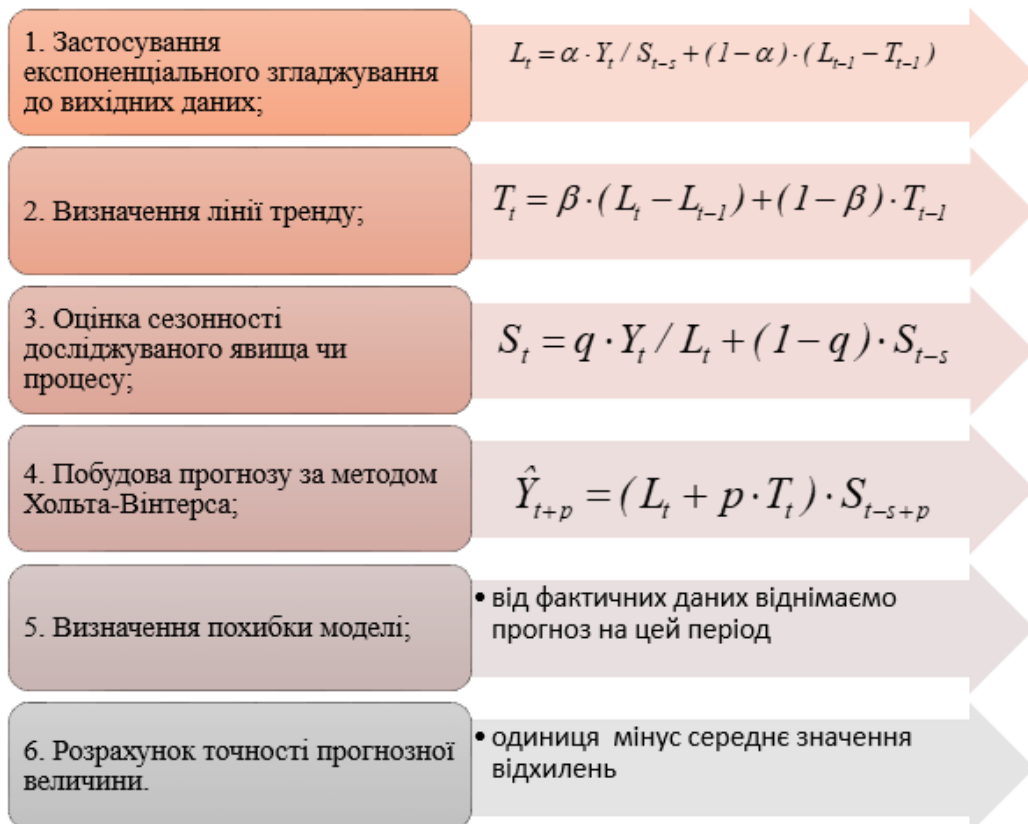 1. Застосування
експоненціального згладжування
до вихідних даних;
L_t = α · Y_t / S_{t-s} + (1 - α) · (L_{t-1} - T_{t-1})
2. Визначення лінії тренду;
T_t = β · (L_t - L_{t-1}) + (1 - β) · T_{t-1}
3. Оцінка сезонності
досліджуваного явища чи
процесу;
S_t = q · Y_t / L_t + (1 - q) · S_{t-s}
4. Побудова прогнозу за методом
Хольта-Вінтерса;
Ŷ_{t+p} = (L_t + p · T_t) · S_{t-s+p}
5. Визначення похибки моделі;
• від фактичних даних віднімаємо
прогноз на цей період
6. Розрахунок точності прогнозної
величини.
• одиниця мінус середнє значення
відхилень